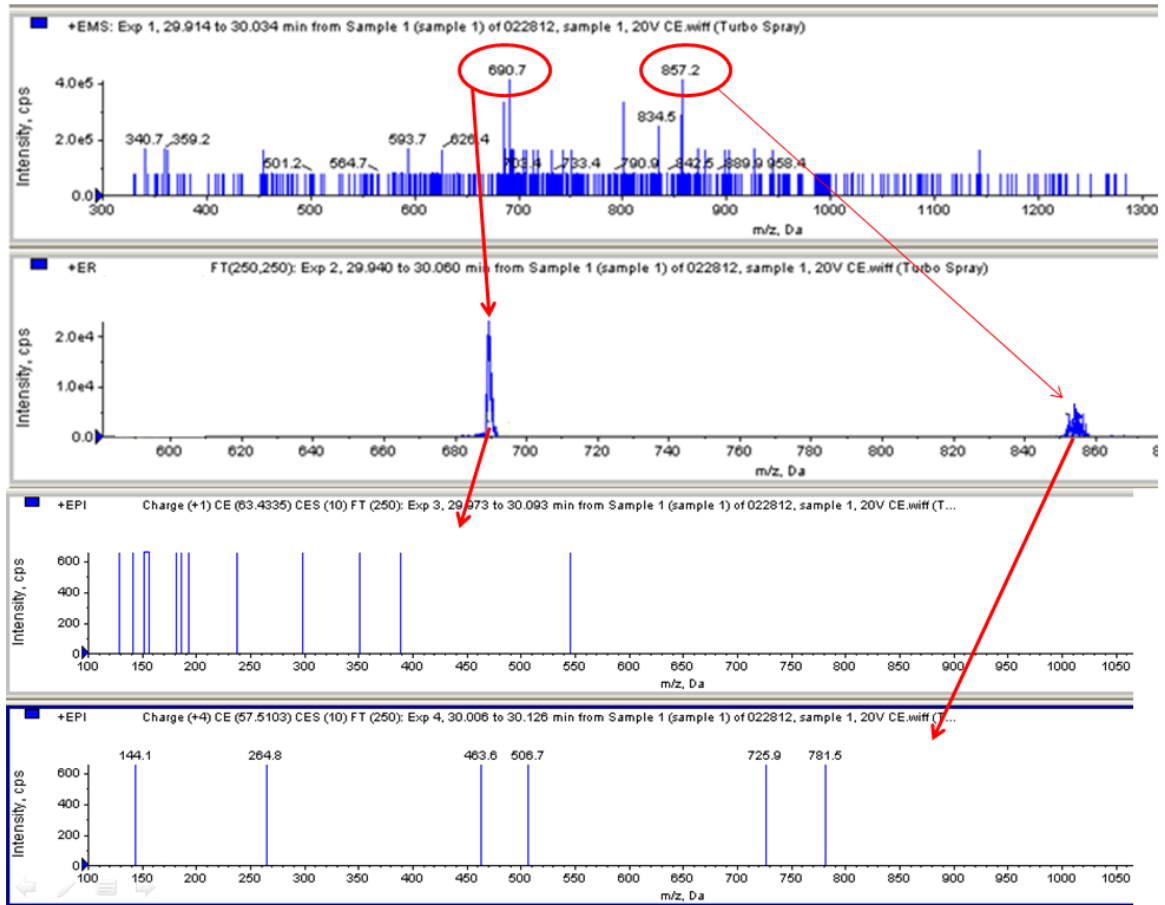 +EMS: Exp 1, 29.914 to 30.034 min from Sample 1 (sample 1) of 022812, sample 1, 20V CE.wiff (Turbo Spray)
Intensity, cps
4.0e5
2.0e5
0.0
690.7
857.2
834.5
340.7
359.2
593.7
626.4
501.2
564.7
703.4
733.4
790.9
842.5
889.9
958.4
300 400 500 600 700 800 900 1000 1100 1200 1300
m/z, Da
+ER FT(250,250): Exp 2, 29.940 to 30.060 min from Sample 1 (sample 1) of 022812, sample 1, 20V CE.wiff (Turbo Spray)
Intensity, cps
2.0e4
1.0e4
0.0
600 620 640 660 680 700 720 740 760 780 800 820 840 860 8
m/z, Da
+EPI Charge (+1) CE (63.4335) CES (10) FT (250): Exp 3, 29.973 to 30.093 min from Sample 1 (sample 1) of 022812, sample 1, 20V CE.wiff (T...
Intensity, cps
600
400
200
0
100 150 200 250 300 350 400 450 500 550 600 650 700 750 800 850 900 950 1000 1050
m/z, Da
+EPI Charge (+4) CE (57.5103) CES (10) FT (250): Exp 4, 30.006 to 30.126 min from Sample 1 (sample 1) of 022812, sample 1, 20V CE.wiff (T...
Intensity, cps
600
400
200
0
144.1 264.8 463.6 506.7 725.9 781.5
100 150 200 250 300 350 400 450 500 550 600 650 700 750 800 850 900 950 1000 1050
m/z, Da